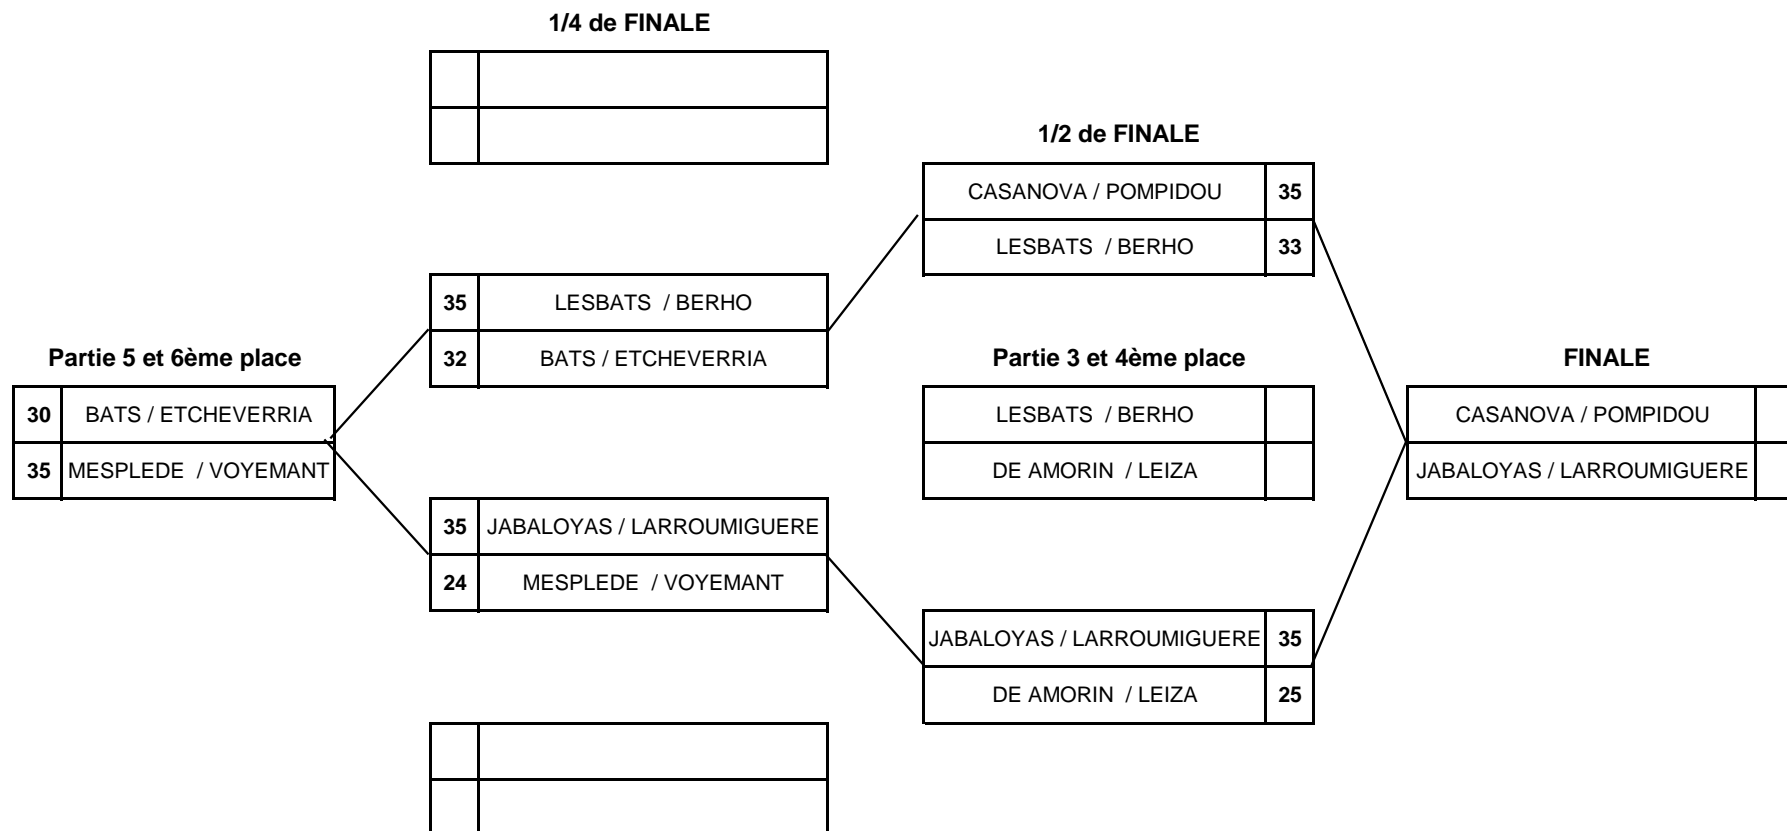 1/4 de FINALE
1/2 de FINALE
CASANOVA / POMPIDOU 35
LESBATS / BERHO 33
35 LESBATS / BERHO
32 BATS / ETCHEVERRIA
Partie 5 et 6ème place
30 BATS / ETCHEVERRIA
35 MESPLEDE / VOYEMANT
Partie 3 et 4ème place
LESBATS / BERHO
DE AMORIN / LEIZA
FINALE
CASANOVA / POMPIDOU
JABALOYAS / LARROUMIGUERE
35 JABALOYAS / LARROUMIGUERE
24 MESPLEDE / VOYEMANT
JABALOYAS / LARROUMIGUERE 35
DE AMORIN / LEIZA 25